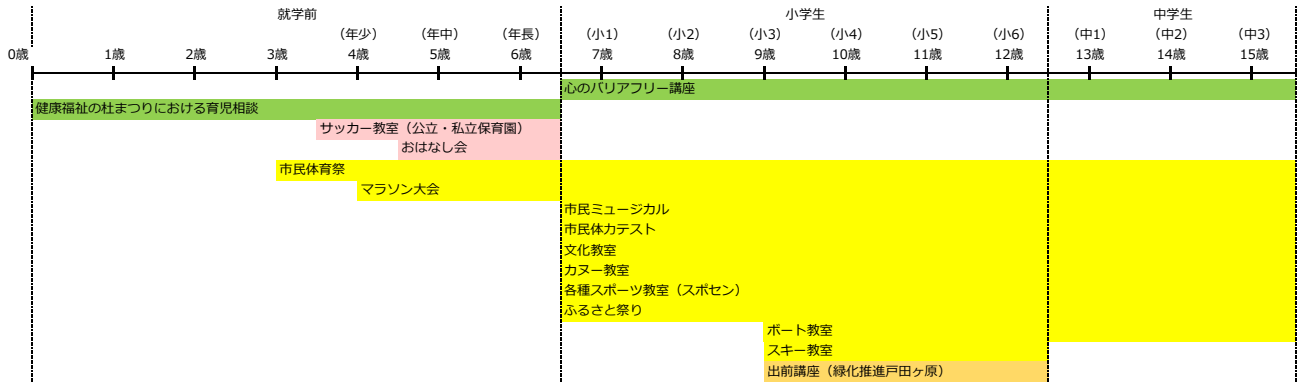 就学前 小学生 中学生
（年少） （年中） （年長） （小1） （小2） （小3） （小4） （小5） （小6） （中1） （中2） （中3）
0歳 1歳 2歳 3歳 4歳 5歳 6歳 7歳 8歳 9歳 10歳 11歳 12歳 13歳 14歳 15歳
心のバリアフリー講座
健康福祉の杜まつりにおける育児相談
サッカー教室（公立・私立保育園）
おはなし会
市民体育祭
マラソン大会
市民ミュージカル
市民体力テスト
文化教室
カヌー教室
各種スポーツ教室（スポセン）
ふるさと祭り
ボート教室
スキー教室
出前講座（緑化推進戸田ヶ原）